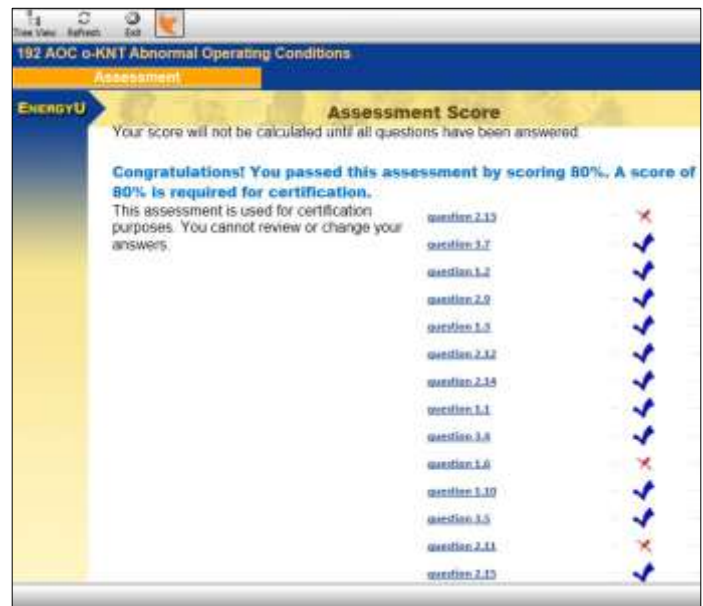 Tree View Refresh Exit
192 AOC o-KNT Abnormal Operating Conditions
Assessment
ENERGYU
Assessment Score
Your score will not be calculated until all questions have been answered
Congratulations! You passed this assessment by scoring 80%. A score of
80% is required for certification.
This assessment is used for certification
purposes. You cannot review or change your
answers.
question 2.13
question 3.7
question 1.2
question 2.9
question 1.3
question 2.12
question 2.14
question 1.1
question 3.4
question 1.6
question 1.10
question 3.5
question 2.11
question 2.15